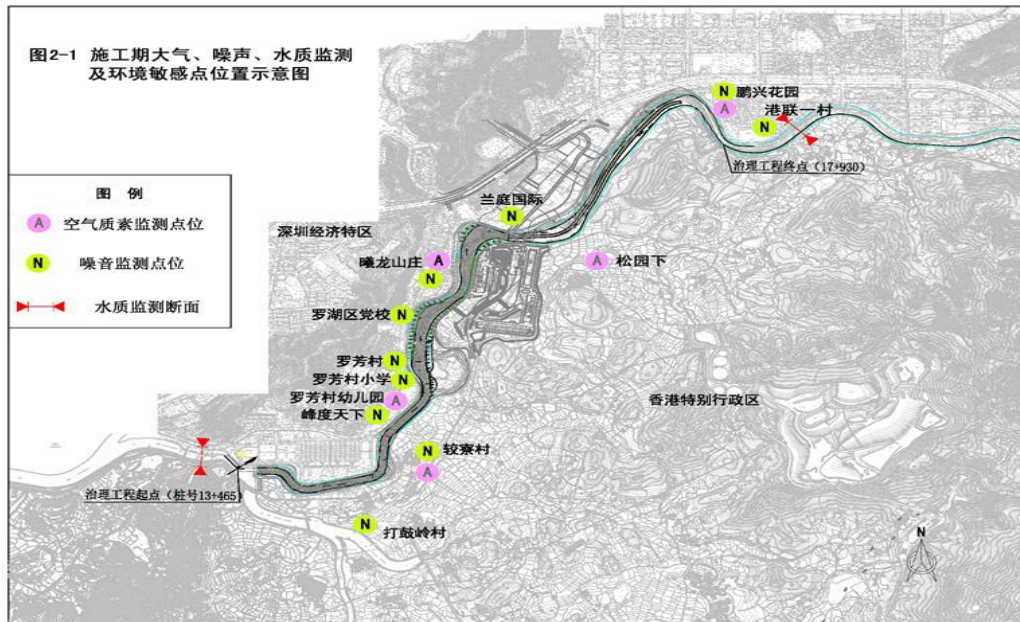 图2-1 施工期大气、噪声、水质监测
及环境敏感点位置示意图
N 鹏兴花园
A 港联一村
N
治理工程终点（17+930）
图 例
A 空气质素监测点位
N 噪音监测点位
水质监测断面
兰庭国际
N
深圳经济特区
曦龙山庄 A
N
A 松园下
罗湖区党校 N
罗芳村 N
罗芳村小学 N
罗芳村幼儿园 A
峰度天下 N
香港特别行政区
N 较寮村
A
治理工程起点（桩号13+465）
N 打鼓岭村
N